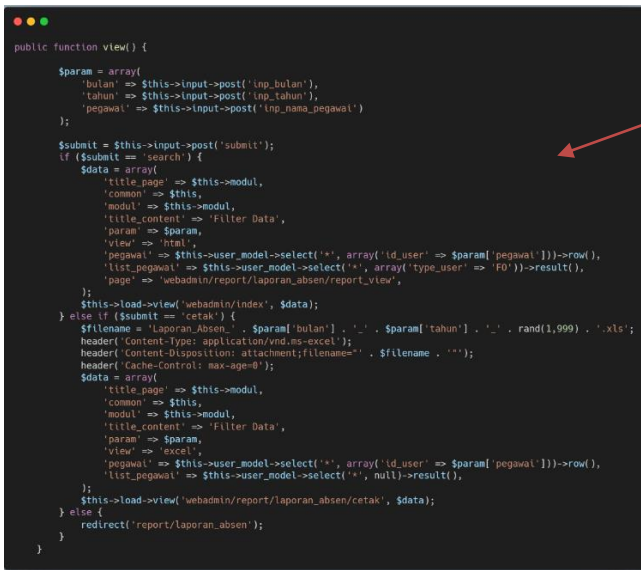 public function view() {
$param = array(
'bulan' => $this->input->post('inp_bulan'),
'tahun' => $this->input->post('inp_tahun'),
'pegawai' => $this->input->post('inp_nama_pegawai')
);
$submit = $this->input->post('submit');
if ($submit == 'search') {
$data = array(
'title_page' => $this->modul,
'common' => $this,
'modul' => $this->modul,
'title_content' => 'Filter Data',
'param' => $param,
'view' => 'html',
'pegawai' => $this->user_model->select('*', array('id_user' => $param['pegawai']))->row(),
'list_pegawai' => $this->user_model->select('*', array('type_user' => 'FO'))->result(),
'page' => 'webadmin/report/laporan_absen/report_view',
);
$this->load->view('webadmin/index', $data);
} else if ($submit == 'cetak') {
$filename = 'Laporan_Absen_' . $param['bulan'] . '_' . $param['tahun'] . '_' . rand(1,999) . '.xls';
header('Content-Type: application/vnd.ms-excel');
header('Content-Disposition: attachment;filename="' . $filename . '"');
header('Cache-Control: max-age=0');
$data = array(
'title_page' => $this->modul,
'common' => $this,
'modul' => $this->modul,
'title_content' => 'Filter Data',
'param' => $param,
'view' => 'excel',
'pegawai' => $this->user_model->select('*', array('id_user' => $param['pegawai']))->row(),
'list_pegawai' => $this->user_model->select('*', null)->result(),
);
$this->load->view('webadmin/report/laporan_absen/cetak', $data);
} else {
redirect('report/laporan_absen');
}
}